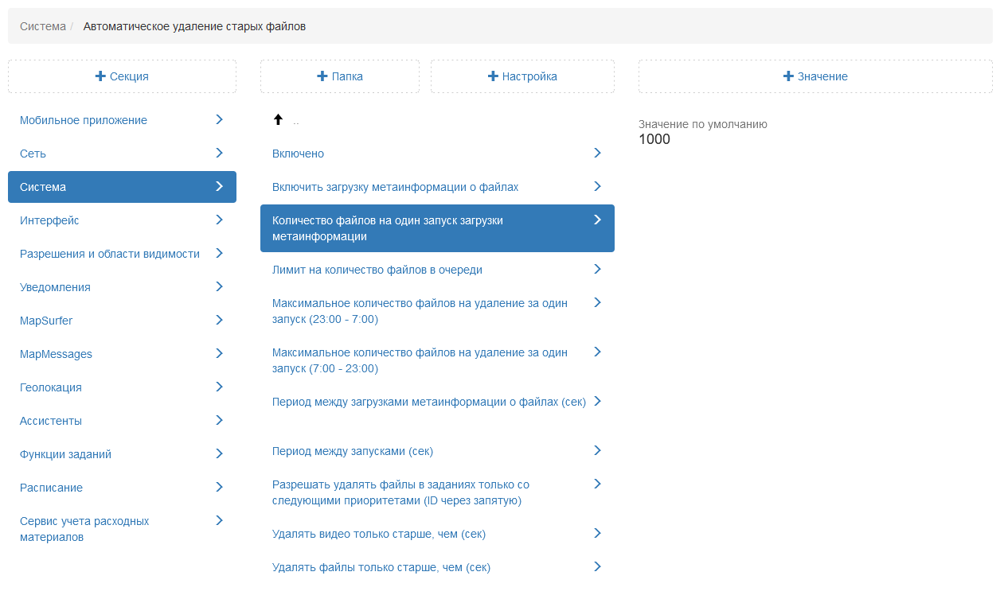 Система / Автоматическое удаление старых файлов
Секция
Папка
Настройка
Значение
Мобильное приложение
Сеть
Система
Интерфейс
Разрешения и области видимости
Уведомления
MapSurfer
MapMessages
Геолокация
Ассистенты
Функции заданий
Расписание
Сервис учета расходных
материалов
..
Включено
Включить загрузку метаинформации о файлах
Количество файлов на один запуск загрузки
метаинформации
Лимит на количество файлов в очереди
Максимальное количество файлов на удаление за один
запуск (23:00 - 7:00)
Максимальное количество файлов на удаление за один
запуск (7:00 - 23:00)
Период между загрузками метаинформации о файлах (сек)
Период между запусками (сек)
Разрешать удалять файлы в заданиях только со
следующими приоритетами (ID через запятую)
Удалять видео только старше, чем (сек)
Удалять файлы только старше, чем (сек)
Значение по умолчанию
1000